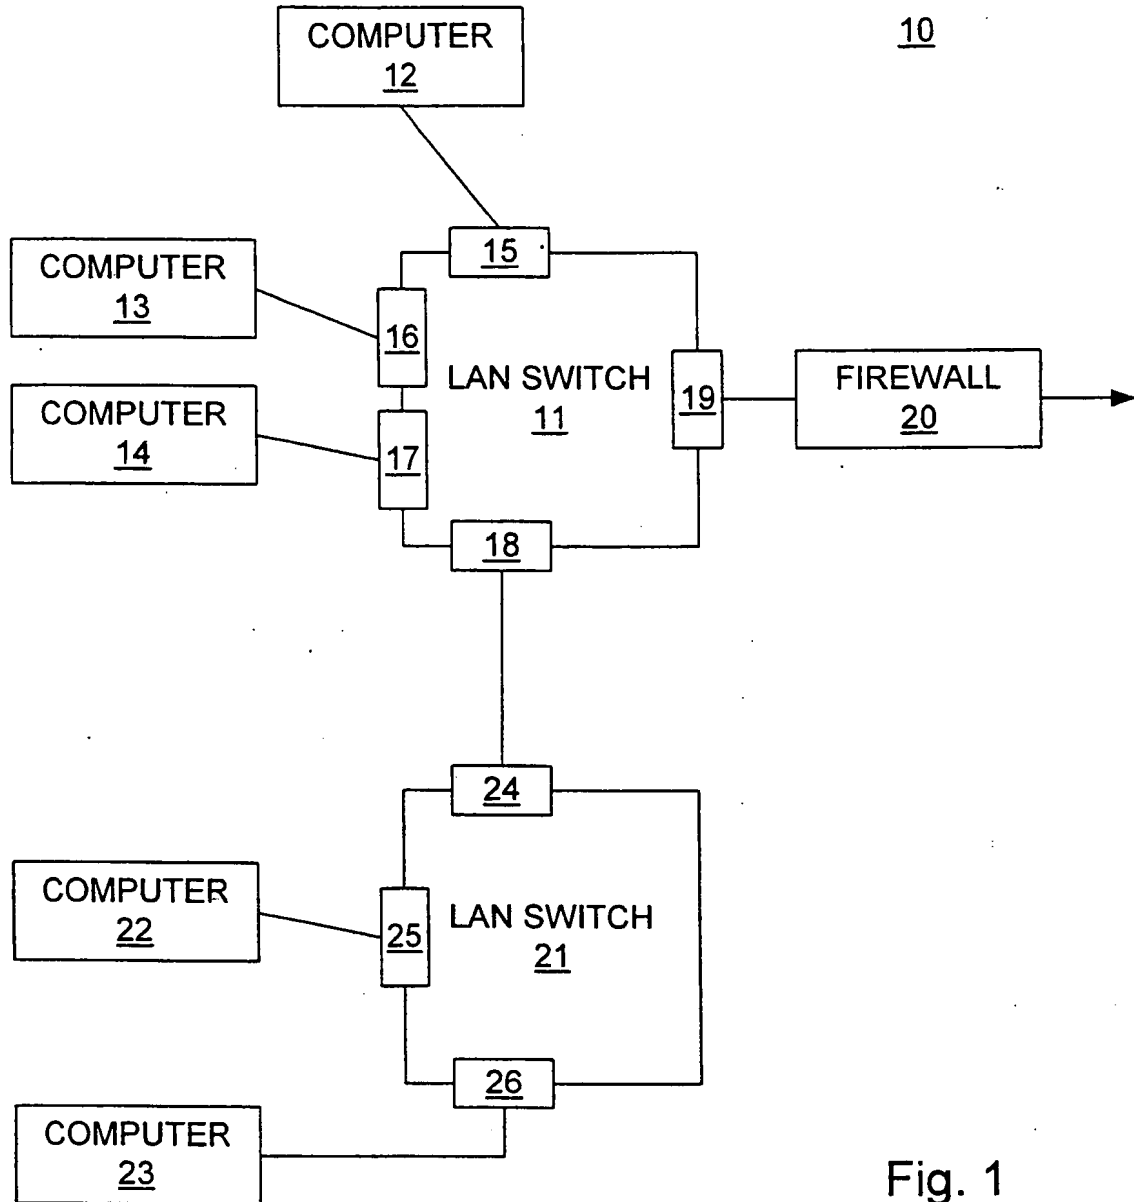 COMPUTER
12
10
15
COMPUTER
13
16
LAN SWITCH
11
19
FIREWALL
20
COMPUTER
14
17
18
24
COMPUTER
22
25
LAN SWITCH
21
26
COMPUTER
23
Fig. 1